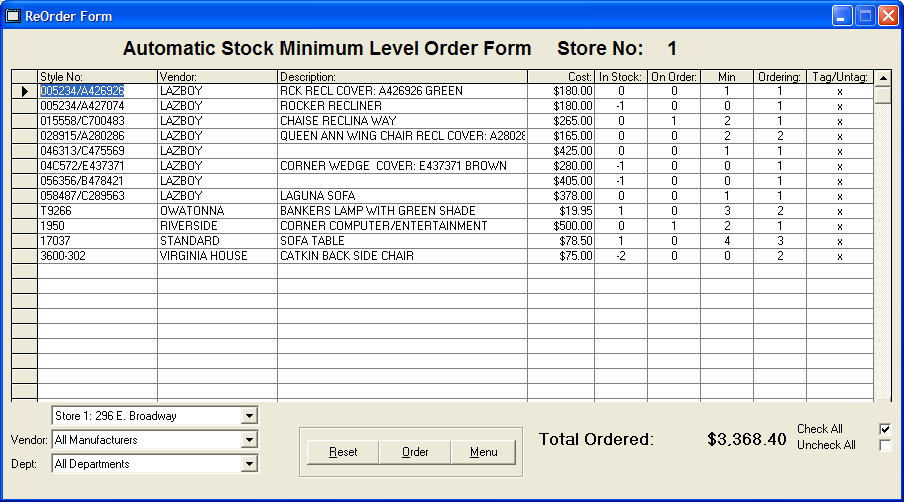 ReOrder Form
Automatic Stock Minimum Level Order Form Store No: 1
Style No: Vendor: Description: Cost: In Stock: On Order: Min Ordering: Tag/Untag:
005234/A426926 LAZBOY RCK RECL COVER: A426926 GREEN $180.00 0 0 1 1 x
005234/A427074 LAZBOY ROCKER RECLINER $180.00 -1 0 0 1 x
015558/C700483 LAZBOY CHAISE RECLINA WAY $265.00 0 1 2 1 x
028915/A280286 LAZBOY QUEEN ANN WING CHAIR RECL COVER: A28028 $165.00 0 0 2 2 x
046313/C475569 LAZBOY $425.00 0 0 1 1 x
04C572/E437371 LAZBOY CORNER WEDGE COVER: E437371 BROWN $280.00 -1 0 0 1 x
056356/B478421 LAZBOY $405.00 -1 0 0 1 x
058487/C289563 LAZBOY LAGUNA SOFA $378.00 0 0 1 1 x
T9266 OWATONNA BANKERS LAMP WITH GREEN SHADE $19.95 1 0 3 2 x
1950 RIVERSIDE CORNER COMPUTER/ENTERTAINMENT $500.00 0 1 2 1 x
17037 STANDARD SOFA TABLE $78.50 1 0 4 3 x
3600-302 VIRGINIA HOUSE CATKIN BACK SIDE CHAIR $75.00 -2 0 0 2 x
Store 1: 296 E. Broadway
Vendor: All Manufacturers
Dept: All Departments
Reset Order Menu
Total Ordered: $3,368.40
Check All
Uncheck All